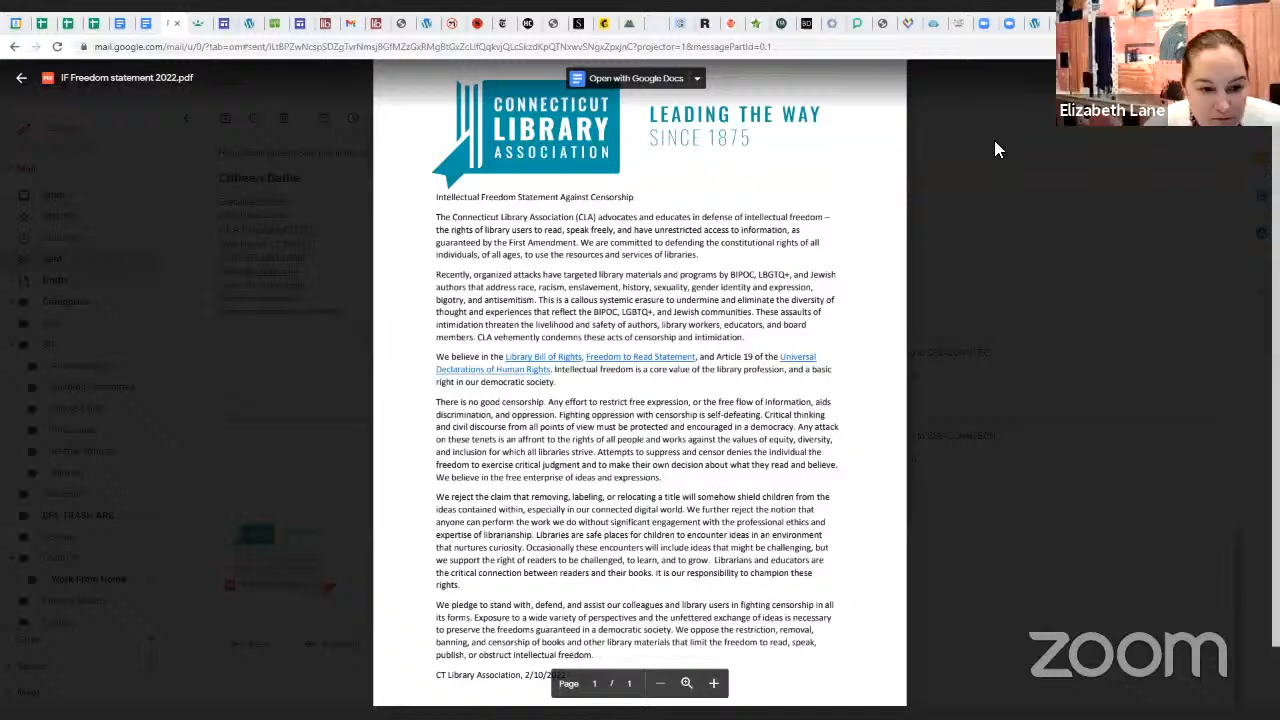 mail.google.com/mail/u/0/?tab=om#sent/
projector=1&messagePartId=0.1
Elizabeth Lane
IF Freedom statement 2022.pdf
Open with Google Docs
CONNECTICUT
LIBRARY
ASSOCIATION
LEADING THE WAY
SINCE 1875
Intellectual Freedom Statement Against Censorship
The Connecticut Library Association (CLA) advocates and educates in defense of intellectual freedom –
the rights of library users to read, speak freely, and have unrestricted access to information, as
guaranteed by the First Amendment. We are committed to defending the constitutional rights of all
individuals, of all ages, to use the resources and services of libraries.
Recently, organized attacks have targeted library materials and programs by BIPOC, LBGTQ+, and Jewish
authors that address race, racism, enslavement, history, sexuality, gender identity and expression,
bigotry, and antisemitism. This is a callous systemic erasure to undermine and eliminate the diversity of
thought and experiences that reflect the BIPOC, LGBTQ+, and Jewish communities. These assaults of
intimidation threaten the livelihood and safety of authors, library workers, educators, and board
members. CLA vehemently condemns these acts of censorship and intimidation.
We believe in the Library Bill of Rights, Freedom to Read Statement, and Article 19 of the Universal
Declarations of Human Rights. Intellectual freedom is a core value of the library profession, and a basic
right in our democratic society.
There is no good censorship. Any effort to restrict free expression, or the free flow of information, aids
discrimination, and oppression. Fighting oppression with censorship is self-defeating. Critical thinking
and civil discourse from all points of view must be protected and encouraged in a democracy. Any attack
on these tenets is an affront to the rights of all people and works against the values of equity, diversity,
and inclusion for which all libraries strive. Attempts to suppress and censor denies the individual the
freedom to exercise critical judgment and to make their own decision about what they read and believe.
We believe in the free enterprise of ideas and expressions.
We reject the claim that removing, labeling, or relocating a title will somehow shield children from the
ideas contained within, especially in our connected digital world. We further reject the notion that
anyone can perform the work we do without significant engagement with the professional ethics and
expertise of librarianship. Libraries are safe places for children to encounter ideas in an environment
that nurtures curiosity. Occasionally these encounters will include ideas that might be challenging, but
we support the right of readers to be challenged, to learn, and to grow. Librarians and educators are
the critical connection between readers and their books. It is our responsibility to champion these
rights.
We pledge to stand with, defend, and assist our colleagues and library users in fighting censorship in all
its forms. Exposure to a wide variety of perspectives and the unfettered exchange of ideas is necessary
to preserve the freedoms guaranteed in a democratic society. We oppose the restriction, removal,
banning, and censorship of books and other library materials that limit the freedom to read, speak,
publish, or obstruct intellectual freedom.
CT Library Association, 2/10/2022
Page 1 / 1
Work From Home
zoom